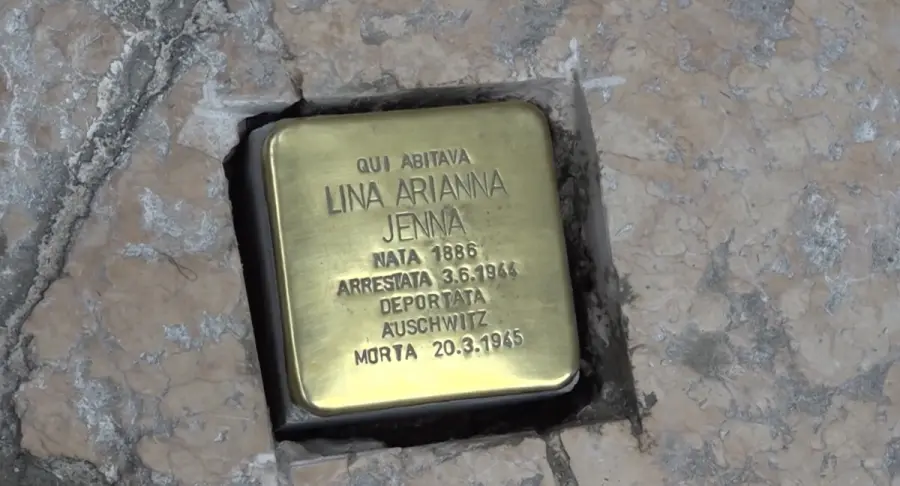 QUI ABITAVA
LINA ARIANNA
JENNA
NATA 1886
ARRESTATA 3.6.1944
DEPORTATA
AUSCHWITZ
MORTA 20.3.1945